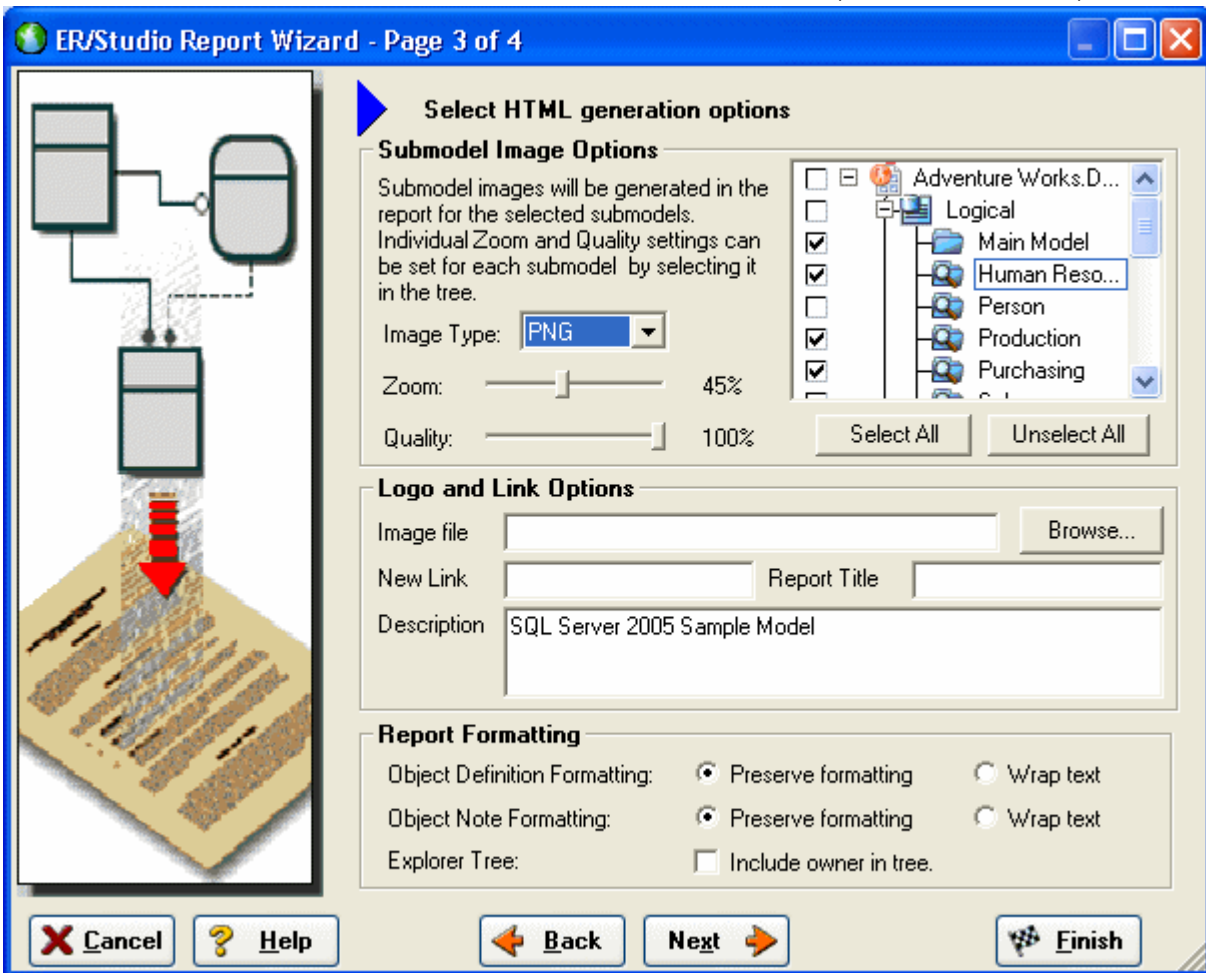 ER/Studio Report Wizard - Page 3 of 4
Select HTML generation options
Submodel Image Options
Submodel images will be generated in the
report for the selected submodels.
Individual Zoom and Quality settings can
be set for each submodel by selecting it
in the tree.
Image Type: PNG
Zoom: 45%
Quality: 100%
Adventure Works.D...
Logical
Main Model
Human Reso...
Person
Production
Purchasing
Select All Unselect All
Logo and Link Options
Image file Browse...
New Link Report Title
Description SQL Server 2005 Sample Model
Report Formatting
Object Definition Formatting: Preserve formatting Wrap text
Object Note Formatting: Preserve formatting Wrap text
Explorer Tree: Include owner in tree.
Cancel Help Back Next Finish